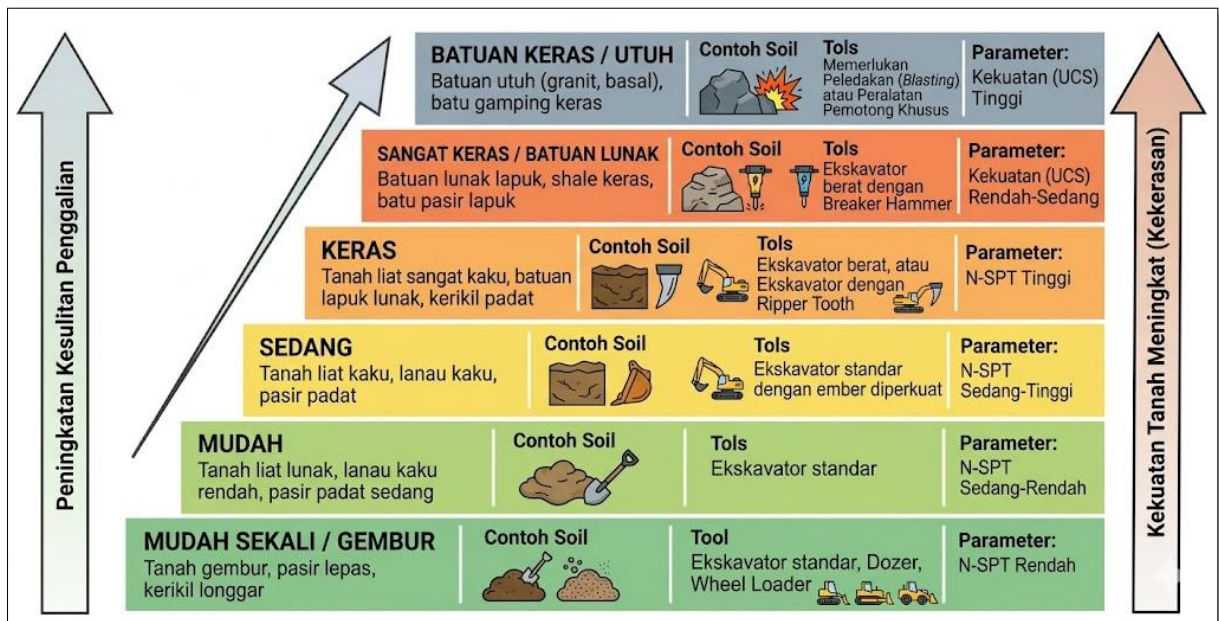 Peningkatan Kesulitan Penggalian
BATUAN KERAS / UTUH
Batuan utuh (granit, basal),
batu gamping keras
Contoh Soil
Tols
Memerlukan
Peledakan (Blasting)
atau Peralatan
Pemotong Khusus
Parameter:
Kekuatan (UCS)
Tinggi
SANGAT KERAS / BATUAN LUNAK
Batuan lunak lapuk, shale keras,
batu pasir lapuk
Contoh Soil
Tols
Ekskavator
berat dengan
Breaker Hammer
Parameter:
Kekuatan (UCS)
Rendah-Sedang
KERAS
Tanah liat sangat kaku, batuan
lapuk lunak, kerikil padat
Contoh Soil
Tols
Ekskavator berat, atau
Ekskavator dengan
Ripper Tooth
Parameter:
N-SPT Tinggi
SEDANG
Tanah liat kaku, lanau kaku,
pasir padat
Contoh Soil
Tols
Ekskavator standar
dengan ember diperkuat
Parameter:
N-SPT
Sedang-Tinggi
MUDAH
Tanah liat lunak, lanau kaku
rendah, pasir padat sedang
Contoh Soil
Tols
Ekskavator standar
Parameter:
N-SPT
Sedang-Rendah
MUDAH SEKALI / GEMBUR
Tanah gembur, pasir lepas,
kerikil longgar
Contoh Soil
Tool
Ekskavator standar, Dozer,
Wheel Loader
Parameter:
N-SPT Rendah
Kekuatan Tanah Meningkat (Kekerasan)